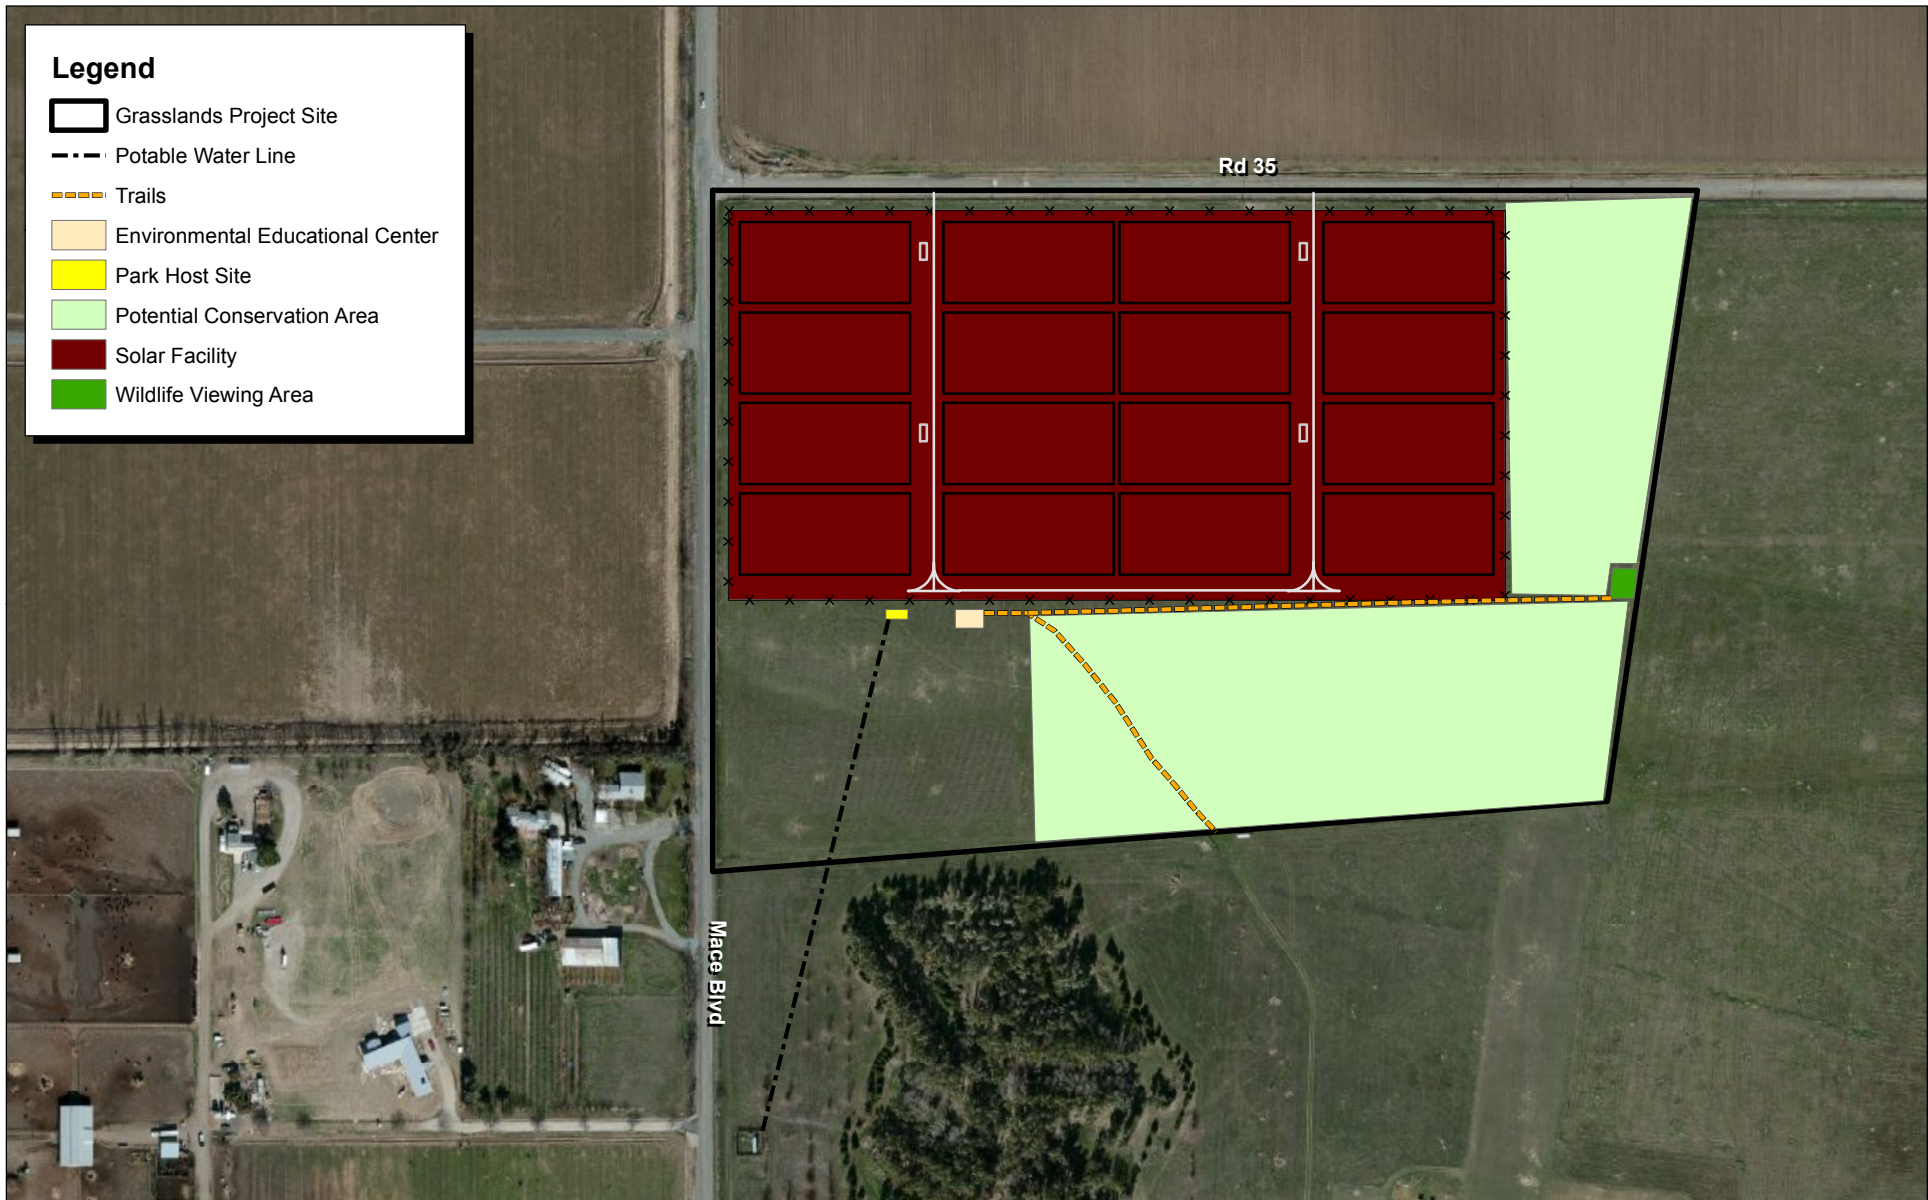 Legend
Grasslands Project Site
Potable Water Line
Trails
Environmental Educational Center
Park Host Site
Potential Conservation Area
Solar Facility
Wildlife Viewing Area
Rd 35
Mace Blvd